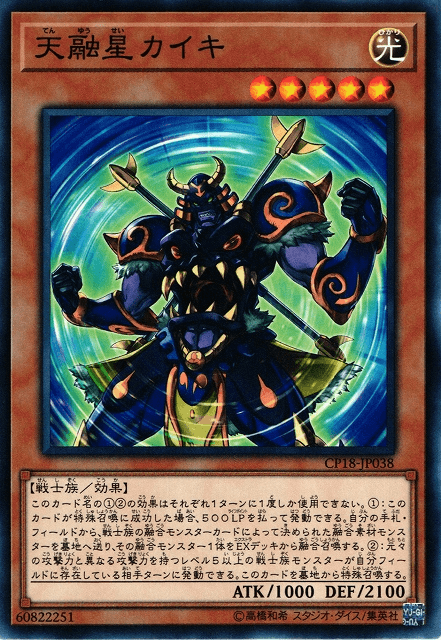 天融星カイキ
光
CP18-JP038
【戦士族/効果】
このカード名の①②の効果はそれぞれ1ターンに1度しか使用できない。①:この
カードが特殊召喚に成功した場合、500LPを払って発動できる。自分の手札・
フィールドから、戦士族の融合モンスターカードによって決められた融合素材モンス
ターを墓地へ送り、その融合モンスター1体をEXデッキから融合召喚する。②:元々
の攻撃力と異なる攻撃力を持つレベル5以上の戦士族モンスターが自分フィー
ルドに存在している相手ターンに発動できる。このカードを墓地から特殊召喚する。
ATK/1000 DEF/2100
60822251
©高橋和希 スタジオ・ダイス/集英社